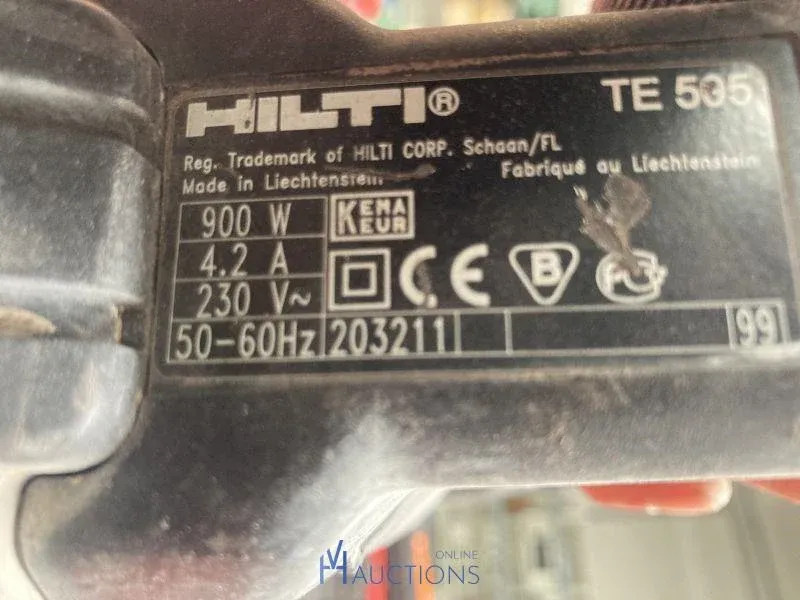 HILTI® TE 505
Reg. Trademark of HILTI CORP. Schaan/FL
Made in Liechtenstein Fabriqué au Liechtenstein
900 W KEMA EUR
4.2 A
230 V~ CE B
50-60Hz 203211 99
VH ONLINE
AUCTIONS